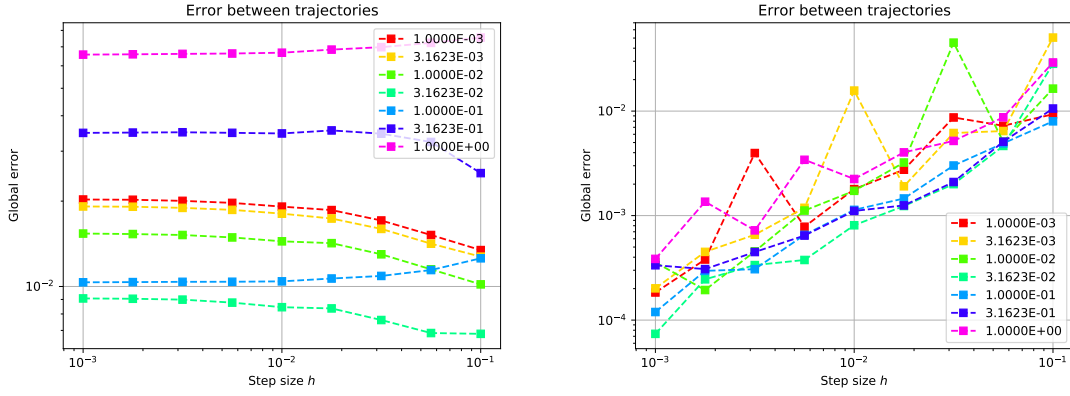 Error between trajectories
Global error
10⁻²
10⁻³
10⁻²
10⁻¹
Step size h
1.0000E-03
3.1623E-03
1.0000E-02
3.1623E-02
1.0000E-01
3.1623E-01
1.0000E+00
Error between trajectories
Global error
10⁻²
10⁻³
10⁻⁴
10⁻³
10⁻²
10⁻¹
Step size h
1.0000E-03
3.1623E-03
1.0000E-02
3.1623E-02
1.0000E-01
3.1623E-01
1.0000E+00